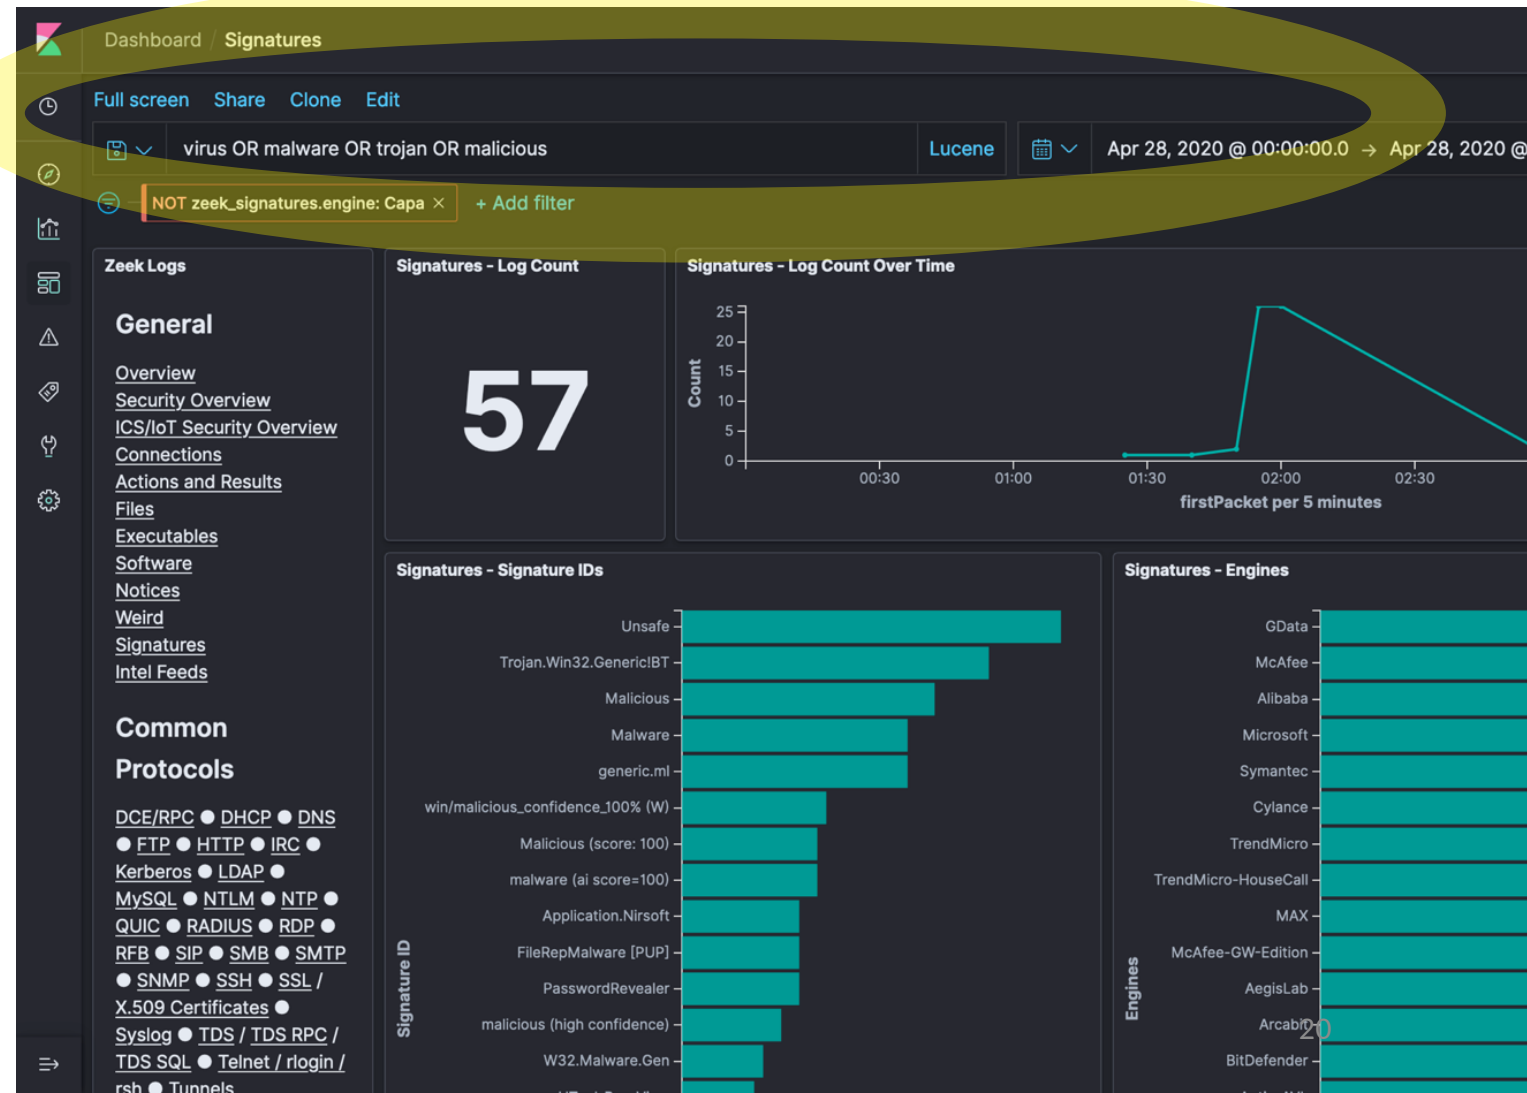 Dashboard / Signatures
Full screen Share Clone Edit
virus OR malware OR trojan OR malicious
Lucene
Apr 28, 2020 @ 00:00:00.0 → Apr 28, 2020 @
NOT zeek_signatures.engine: Capa ×
+ Add filter
Zeek Logs
General
Overview
Security Overview
ICS/IoT Security Overview
Connections
Actions and Results
Files
Executables
Software
Notices
Weird
Signatures
Intel Feeds
Common
Protocols
DCE/RPC ● DHCP ● DNS
● FTP ● HTTP ● IRC ●
Kerberos ● LDAP ●
MySQL ● NTLM ● NTP ●
QUIC ● RADIUS ● RDP ●
RFB ● SIP ● SMB ● SMTP
● SNMP ● SSH ● SSL /
X.509 Certificates ●
Syslog ● TDS / TDS RPC /
TDS SQL ● Telnet / rlogin /
rsh ● Tunnels
Signatures - Log Count
57
Signatures - Log Count Over Time
Count
25
20
15
10
5
0
00:30
01:00
01:30
02:00
02:30
firstPacket per 5 minutes
Signatures - Signature IDs
Signature ID
Unsafe
Trojan.Win32.Generic!BT
Malicious
Malware
generic.ml
win/malicious_confidence_100% (W)
Malicious (score: 100)
malware (ai score=100)
Application.Nirsoft
FileRepMalware [PUP]
PasswordRevealer
malicious (high confidence)
W32.Malware.Gen
Signatures - Engines
Engines
GData
McAfee
Alibaba
Microsoft
Symantec
Cylance
TrendMicro
TrendMicro-HouseCall
MAX
McAfee-GW-Edition
AegisLab
Arcabit
BitDefender
20